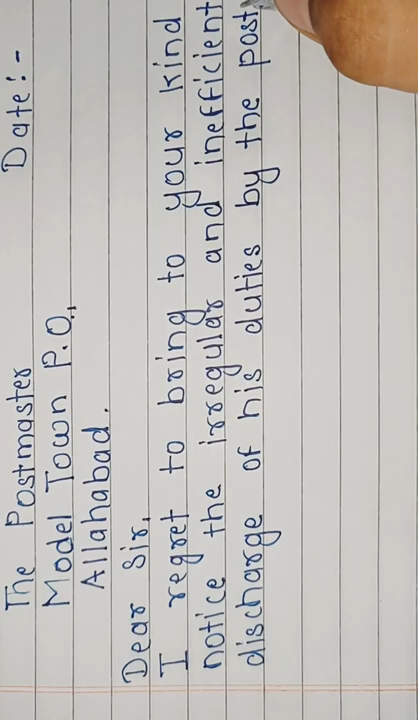 The Postmaster Date:-
Model Town P.O.,
Allahabad.
Dear Sir,
I regret to bring to your kind
notice the irregular and inefficient
discharge of his duties by the post